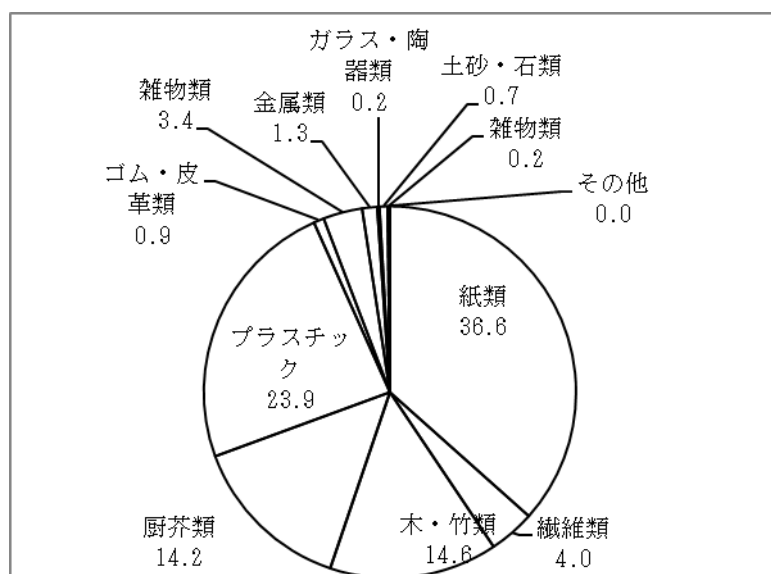 ガラス・陶
器類
0.2
土砂・石類
0.7
雑物類
3.4
金属類
1.3
雑物類
0.2
ゴム・皮
革類
0.9
その他
0.0
紙類
36.6
プラスチッ
ク
23.9
厨芥類
14.2
木・竹類
14.6
繊維類
4.0